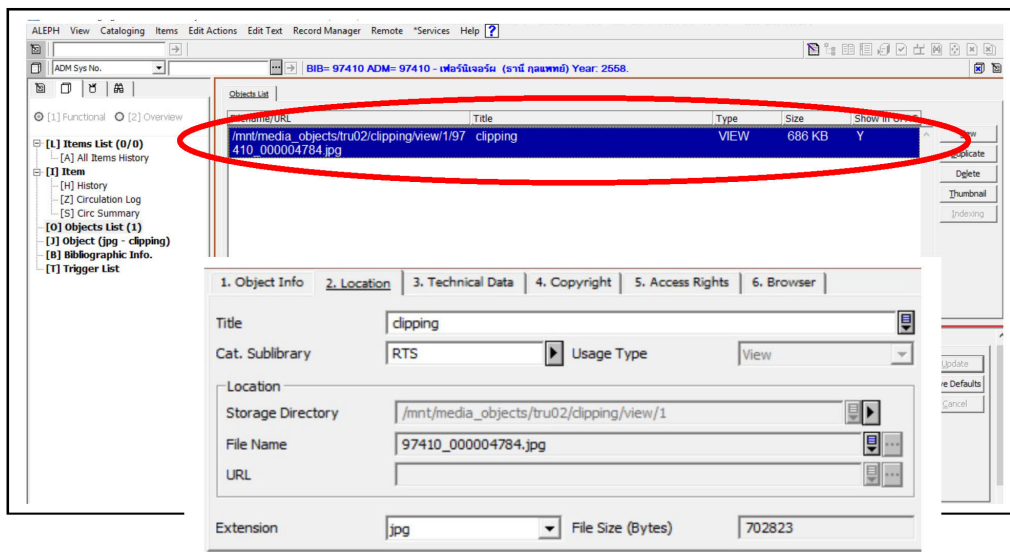 ALEPH View Cataloging Items Edit Actions Edit Text Record Manager Remote *Services Help ?
ADM Sys No. BIB= 97410 ADM= 97410 - เฟอร์นิเจอร์ผ (ธานี กุลแพทย์) Year: 2558.
Objects List
[1] Functional [2] Overview
Filename/URL Title Type Size Show in OPAC
/mnt/media_objects/tru02/clipping/view/1/97 clipping VIEW 686 KB Y
410_000004784.jpg
[L] Items List (0/0)
[A] All Items History
[I] Item
[H] History
[Z] Circulation Log
[S] Circ Summary
[O] Objects List (1)
[J] Object (jpg - clipping)
[B] Bibliographic Info.
[T] Trigger List
Duplicate
Delete
Thumbnail
Indexing
1. Object Info 2. Location 3. Technical Data 4. Copyright 5. Access Rights 6. Browser
Title clipping
Cat. Sublibrary RTS Usage Type View
Location
Storage Directory /mnt/media_objects/tru02/clipping/view/1
File Name 97410_000004784.jpg
URL
Extension jpg File Size (Bytes) 702823
Update
ve Defaults
Cancel